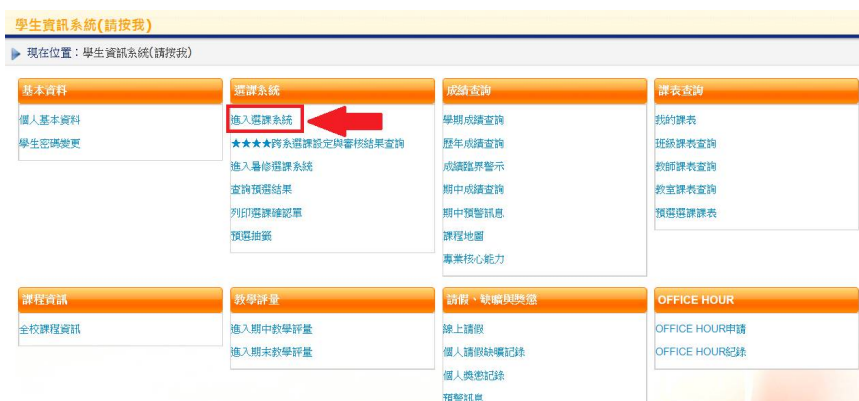 學生資訊系統(請按我)
現在位置：學生資訊系統(請按我)
基本資料
個人基本資料
學生密碼變更
選課系統
進入選課系統
★★★★跨系選課設定與審核結果查詢
進入暑修選課系統
查詢預選結果
列印選課確認單
預選抽籤
成績查詢
學期成績查詢
歷年成績查詢
成績臨界警示
期中成績查詢
期中預警訊息
課程地圖
專業核心能力
課表查詢
我的課表
班級課表查詢
教師課表查詢
教室課表查詢
預選選課課表
課程資訊
全校課程資訊
教學評量
進入期中教學評量
進入期末教學評量
請假、缺曠與獎懲
線上請假
個人請假缺曠記錄
個人獎懲記錄
預警訊息
OFFICE HOUR
OFFICE HOUR申請
OFFICE HOUR紀錄